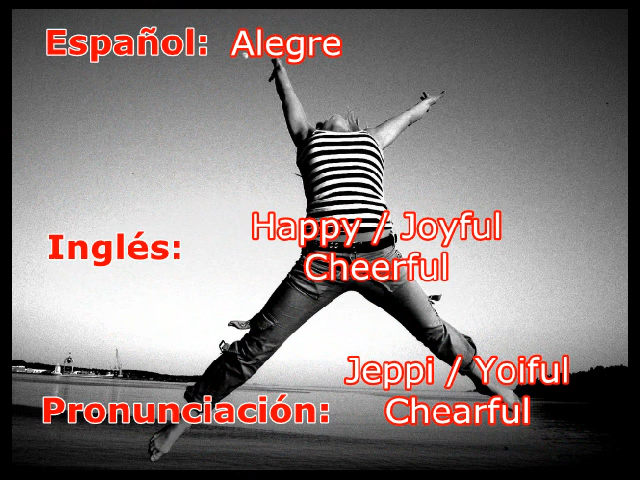 Español: Alegre
Inglés: Happy / Joyful
Cheerful
Pronunciación: Jeppi / Yoiful
Chearful